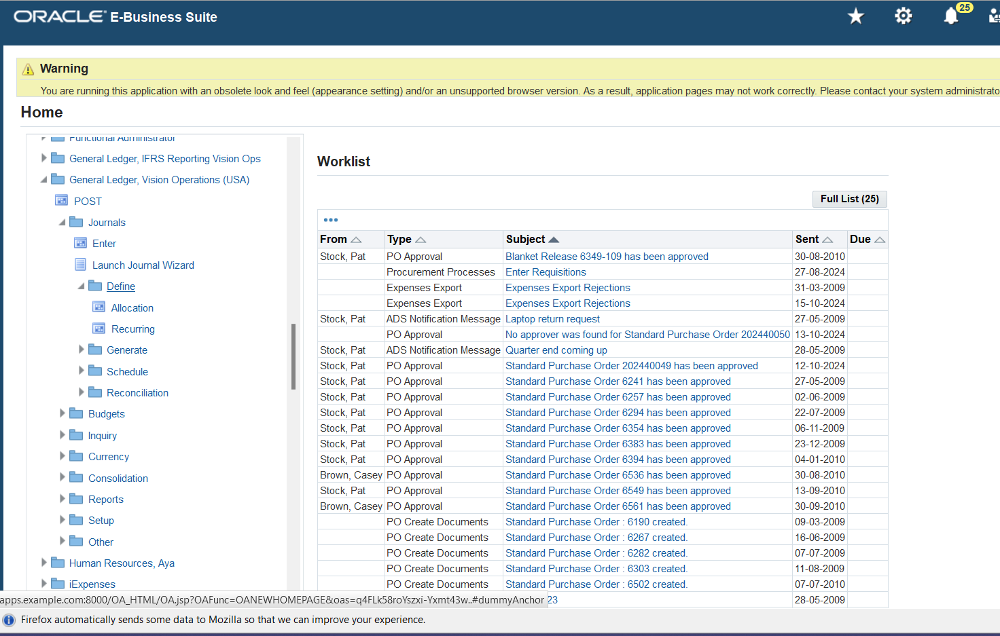 ORACLE E-Business Suite
25
Warning
You are running this application with an obsolete look and feel (appearance setting) and/or an unsupported browser version. As a result, application pages may not work correctly. Please contact your system administrato
Home
Functional Administrator
General Ledger, IFRS Reporting Vision Ops
General Ledger, Vision Operations (USA)
POST
Journals
Enter
Launch Journal Wizard
Define
Allocation
Recurring
Generate
Schedule
Reconciliation
Budgets
Inquiry
Currency
Consolidation
Reports
Setup
Other
Human Resources, Aya
iExpenses
Worklist
Full List (25)
From Type Subject Sent Due
Stock, Pat PO Approval Blanket Release 6349-109 has been approved 30-08-2010
Procurement Processes Enter Requisitions 27-08-2024
Expenses Export Expenses Export Rejections 31-03-2009
Expenses Export Expenses Export Rejections 15-10-2024
Stock, Pat ADS Notification Message Laptop return request 27-05-2009
PO Approval No approver was found for Standard Purchase Order 202440050 13-10-2024
Stock, Pat ADS Notification Message Quarter end coming up 28-05-2009
Stock, Pat PO Approval Standard Purchase Order 202440049 has been approved 12-10-2024
Stock, Pat PO Approval Standard Purchase Order 6241 has been approved 27-05-2009
Stock, Pat PO Approval Standard Purchase Order 6257 has been approved 02-06-2009
Stock, Pat PO Approval Standard Purchase Order 6294 has been approved 22-07-2009
Stock, Pat PO Approval Standard Purchase Order 6354 has been approved 06-11-2009
Stock, Pat PO Approval Standard Purchase Order 6383 has been approved 23-12-2009
Stock, Pat PO Approval Standard Purchase Order 6394 has been approved 04-01-2010
Brown, Casey PO Approval Standard Purchase Order 6536 has been approved 30-08-2010
Stock, Pat PO Approval Standard Purchase Order 6549 has been approved 13-09-2010
Brown, Casey PO Approval Standard Purchase Order 6561 has been approved 30-09-2010
PO Create Documents Standard Purchase Order : 6190 created. 09-03-2009
PO Create Documents Standard Purchase Order : 6267 created. 16-06-2009
PO Create Documents Standard Purchase Order : 6282 created. 07-07-2009
PO Create Documents Standard Purchase Order : 6303 created. 11-08-2009
PO Create Documents Standard Purchase Order : 6502 created. 07-07-2010
apps.example.com:8000/OA_HTML/OA.jsp?OAFunc=OANEWHOMEPAGE&oas=q4FLk58roYszxi-Yxmt43w..#dummyAnchor 23 28-05-2009
Firefox automatically sends some data to Mozilla so that we can improve your experience.